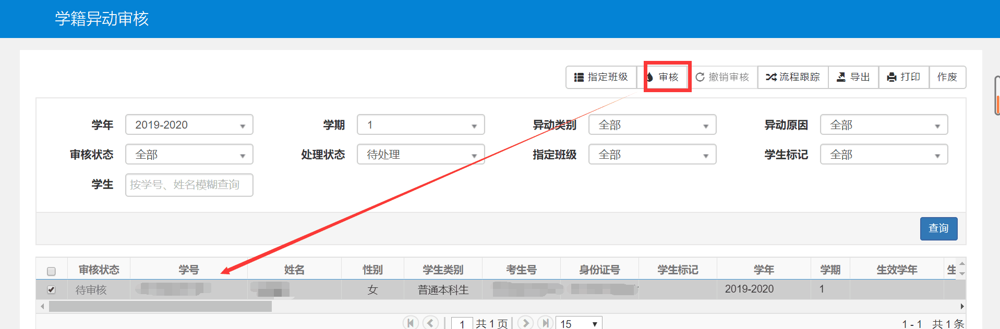 学籍异动审核
指定班级 审核 撤销审核 流程跟踪 导出 打印 作废
学年 2019-2020 学期 1 异动类别 全部 异动原因 全部
审核状态 全部 处理状态 待处理 指定班级 全部 学生标记 全部
学生 按学号、姓名模糊查询
查询
审核状态 学号 姓名 性别 学生类别 考生号 身份证号 学生标记 学年 学期 生效学年 生
待审核 女 普通本科生 2019-2020 1
1 共 1 页 15 1 - 1 共 1 条